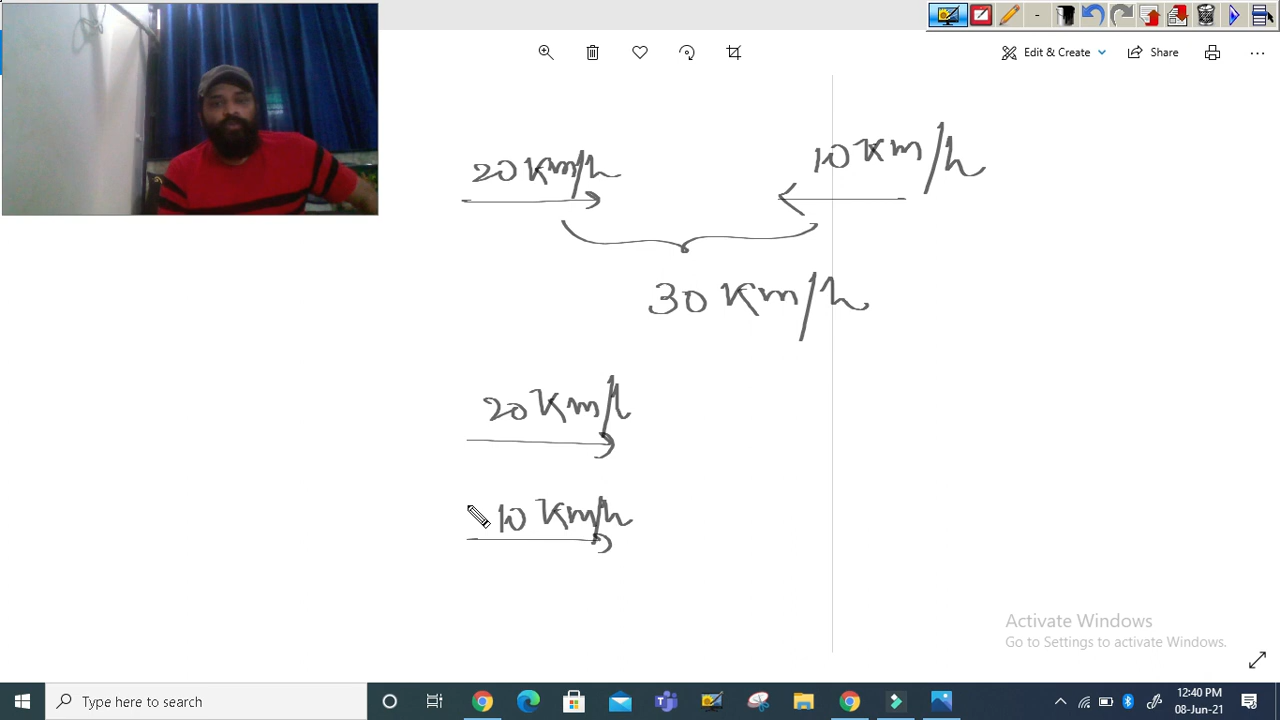 Edit & Create
Share
20 Km/h
10 Km/h
30 Km/h
20 Km/h
10 Km/h
Activate Windows
Go to Settings to activate Windows.
Type here to search
12:40 PM
08-Jun-21